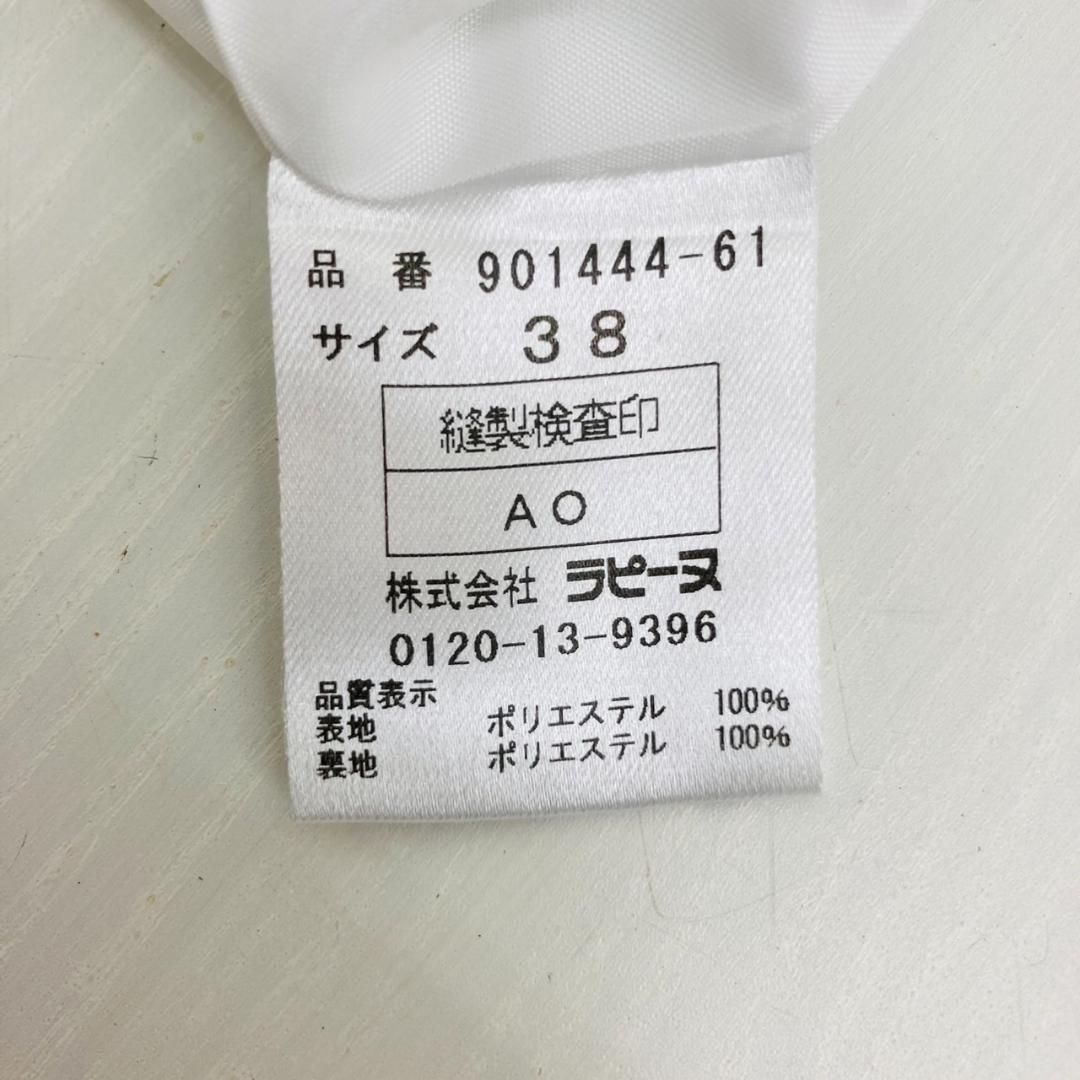 品 番 901444-61
サイズ 38
縫製検査印
AO
株式会社 ラピーヌ
0120-13-9396
品質表示
表地 ポリエステル 100%
裏地 ポリエステル 100%